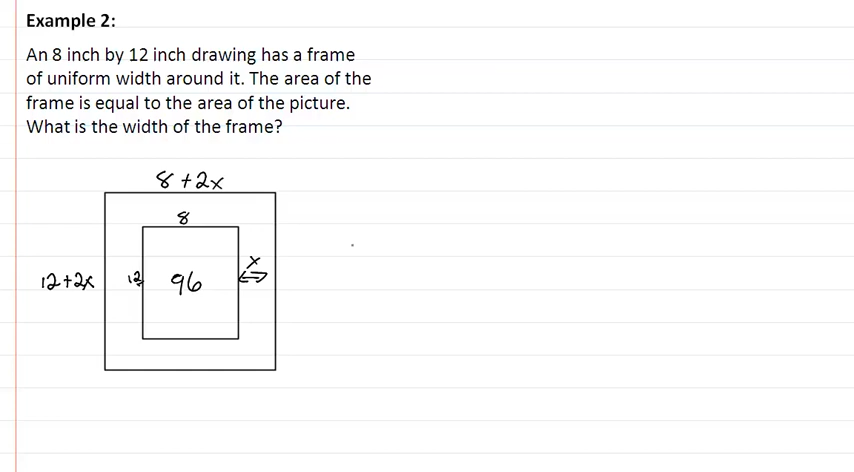 Example 2:
An 8 inch by 12 inch drawing has a frame
of uniform width around it. The area of the
frame is equal to the area of the picture.
What is the width of the frame?
8 + 2x
8
x
12+2x
12
96